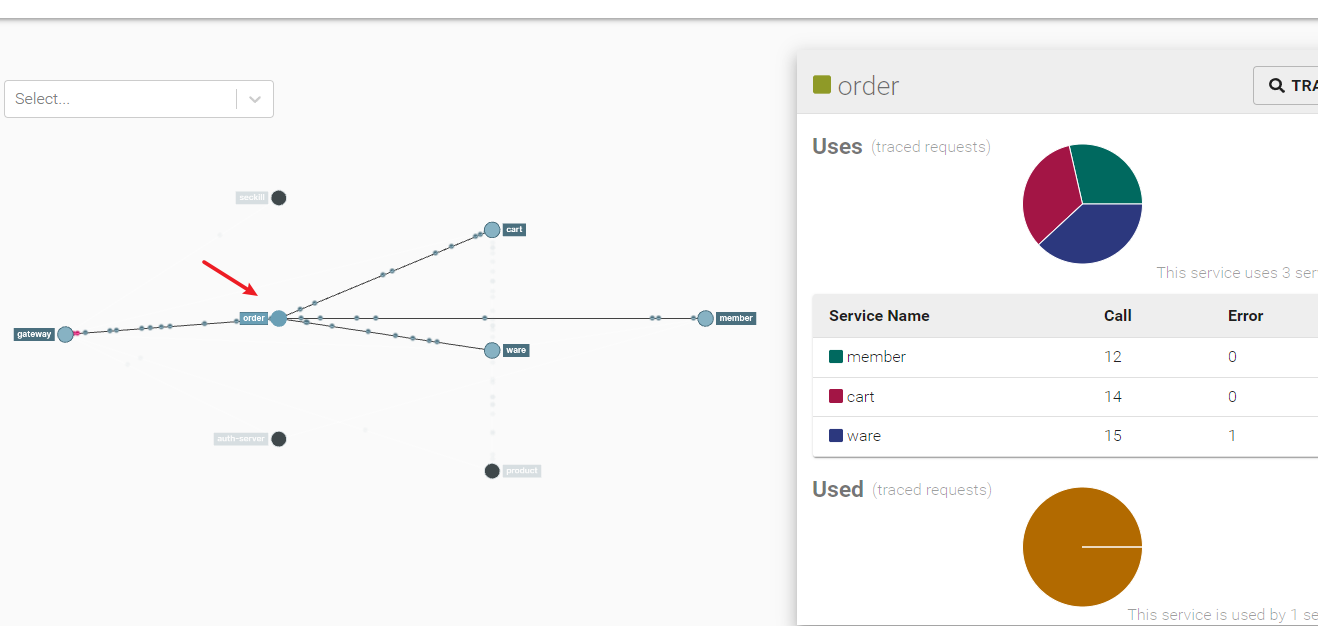 Select...
seckill
cart
order
gateway
member
ware
auth-server
product
order
TRA
Uses (traced requests)
This service uses 3 ser
Service Name Call Error
member 12 0
cart 14 0
ware 15 1
Used (traced requests)
This service is used by 1 se